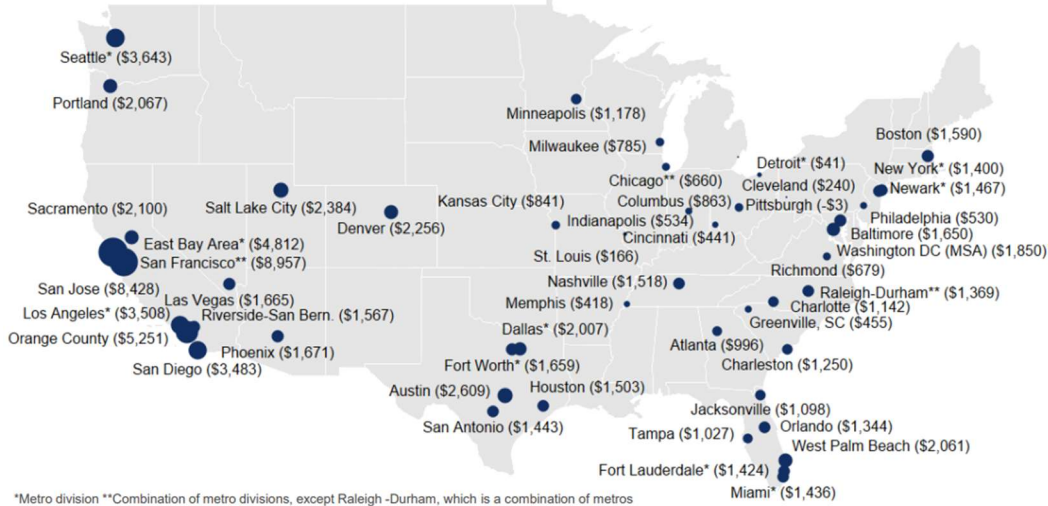 Seattle* ($3,643)
Portland ($2,067)
Minneapolis ($1,178)
Milwaukee ($785)
Boston ($1,590)
Detroit* ($41)
New York* ($1,400)
Chicago** ($660)
Cleveland ($240)
Newark* ($1,467)
Sacramento ($2,100)
Salt Lake City ($2,384)
Kansas City ($841)
Columbus ($863)
Pittsburgh (-$3)
Denver ($2,256)
Indianapolis ($534)
Philadelphia ($530)
East Bay Area* ($4,812)
Cincinnati ($441)
Baltimore ($1,650)
San Francisco** ($8,957)
St. Louis ($166)
Washington DC (MSA) ($1,850)
Richmond ($679)
San Jose ($8,428)
Nashville ($1,518)
Raleigh-Durham** ($1,369)
Las Vegas ($1,665)
Memphis ($418)
Charlotte ($1,142)
Los Angeles* ($3,508)
Riverside-San Bern. ($1,567)
Greenville, SC ($455)
Dallas* ($2,007)
Orange County ($5,251)
Phoenix ($1,671)
Atlanta ($996)
San Diego ($3,483)
Fort Worth* ($1,659)
Charleston ($1,250)
Austin ($2,609)
Houston ($1,503)
Jacksonville ($1,098)
San Antonio ($1,443)
Tampa ($1,027)
Orlando ($1,344)
West Palm Beach ($2,061)
Fort Lauderdale* ($1,424)
Miami* ($1,436)
*Metro division **Combination of metro divisions, except Raleigh -Durham, which is a combination of metros